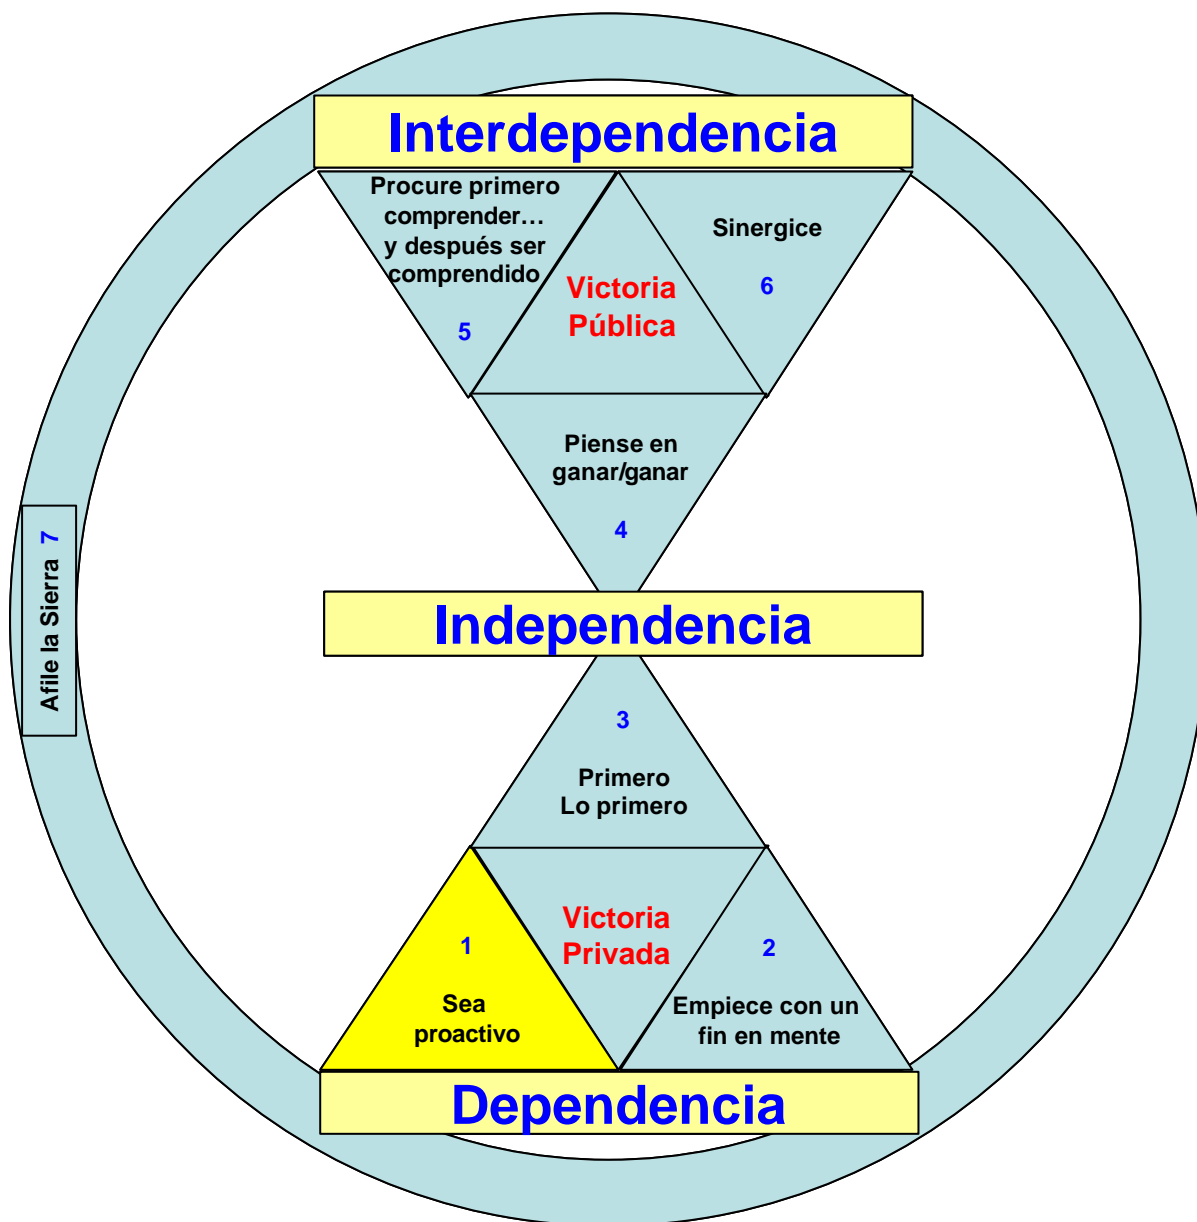 Interdependencia
Procure primero
comprender…
y después ser
comprendido
5
Victoria
Pública
Sinergice
6
Piense en
ganar/ganar
4
Afile la Sierra 7
Independencia
3
Primero
Lo primero
1
Sea
proactivo
Victoria
Privada
2
Empiece con un
fin en mente
Dependencia